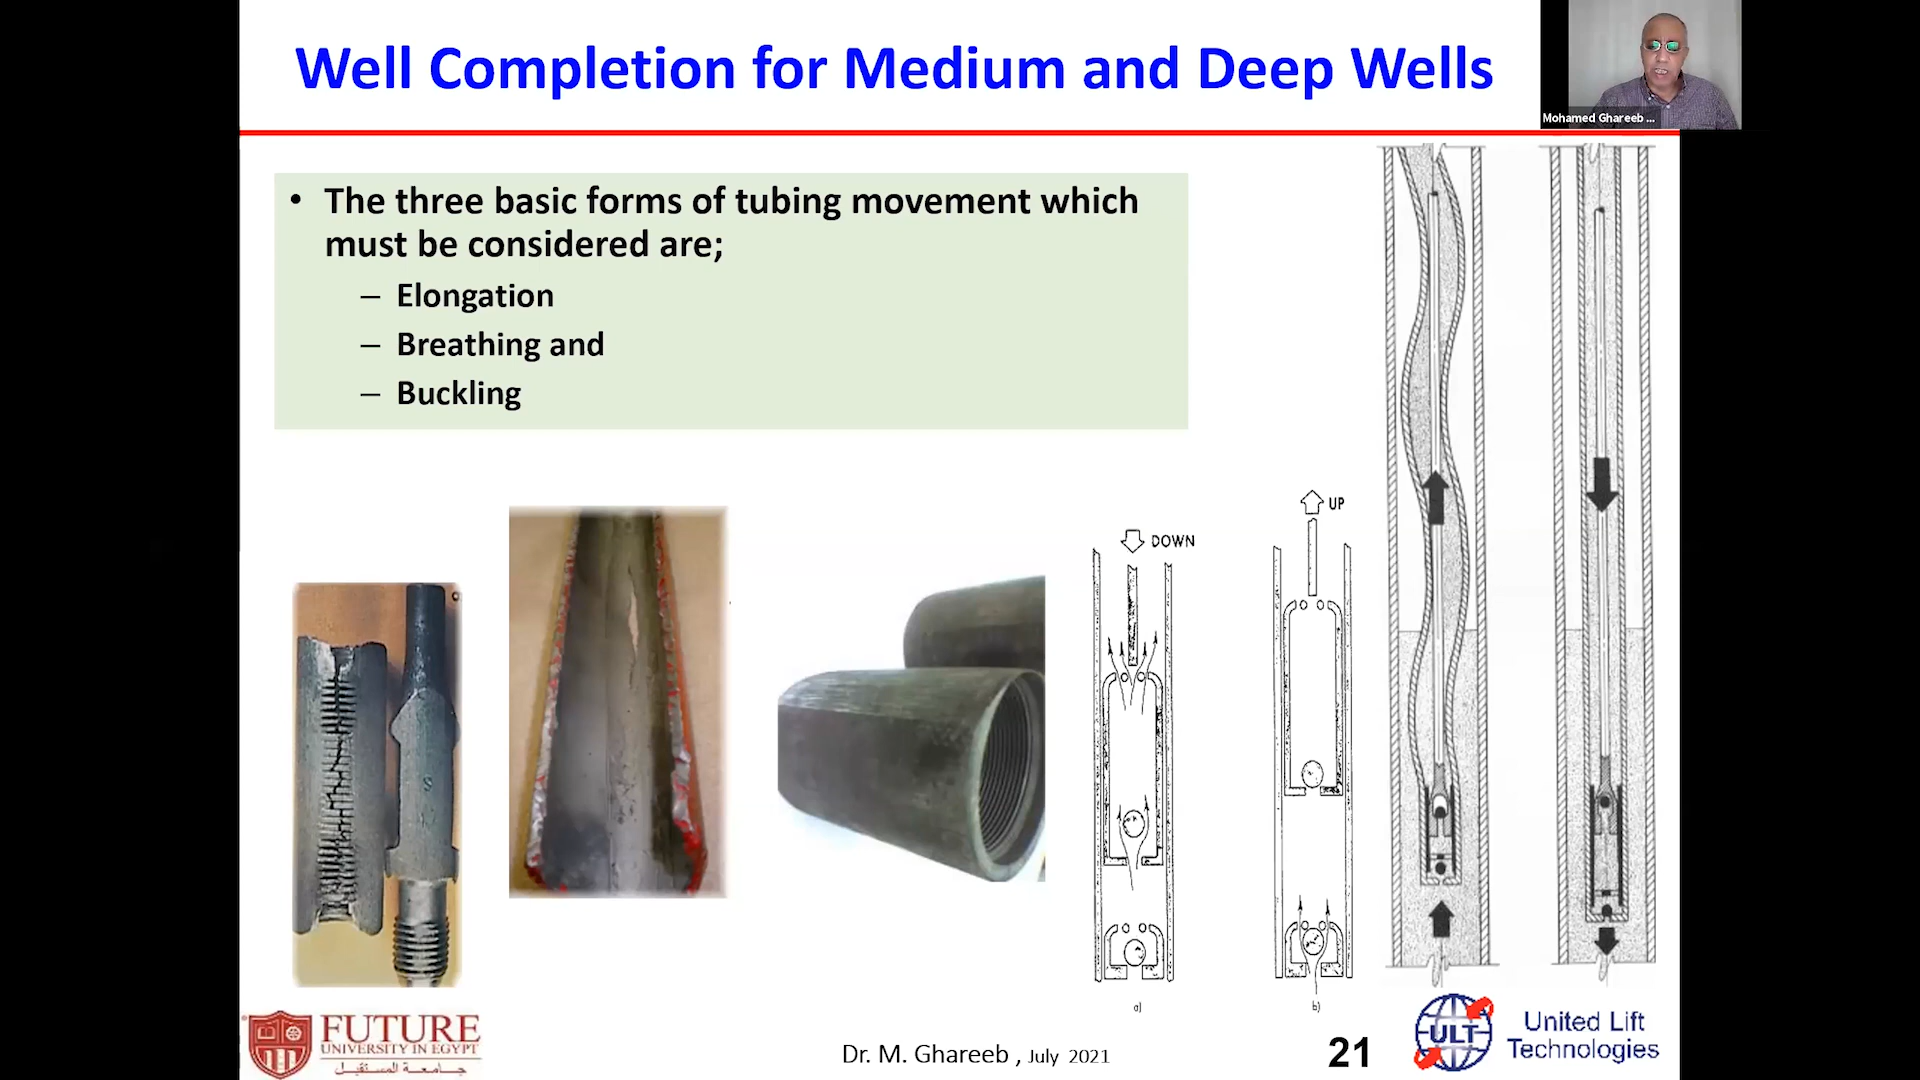 Well Completion for Medium and Deep Wells
Mohamed Ghareeb ...
• The three basic forms of tubing movement which
must be considered are;
– Elongation
– Breathing and
– Buckling
DOWN
UP
a)
b)
FUTURE
UNIVERSITY IN EGYPT
جامعة المستقبل
Dr. M. Ghareeb , July 2021
21
ULT
United Lift
Technologies